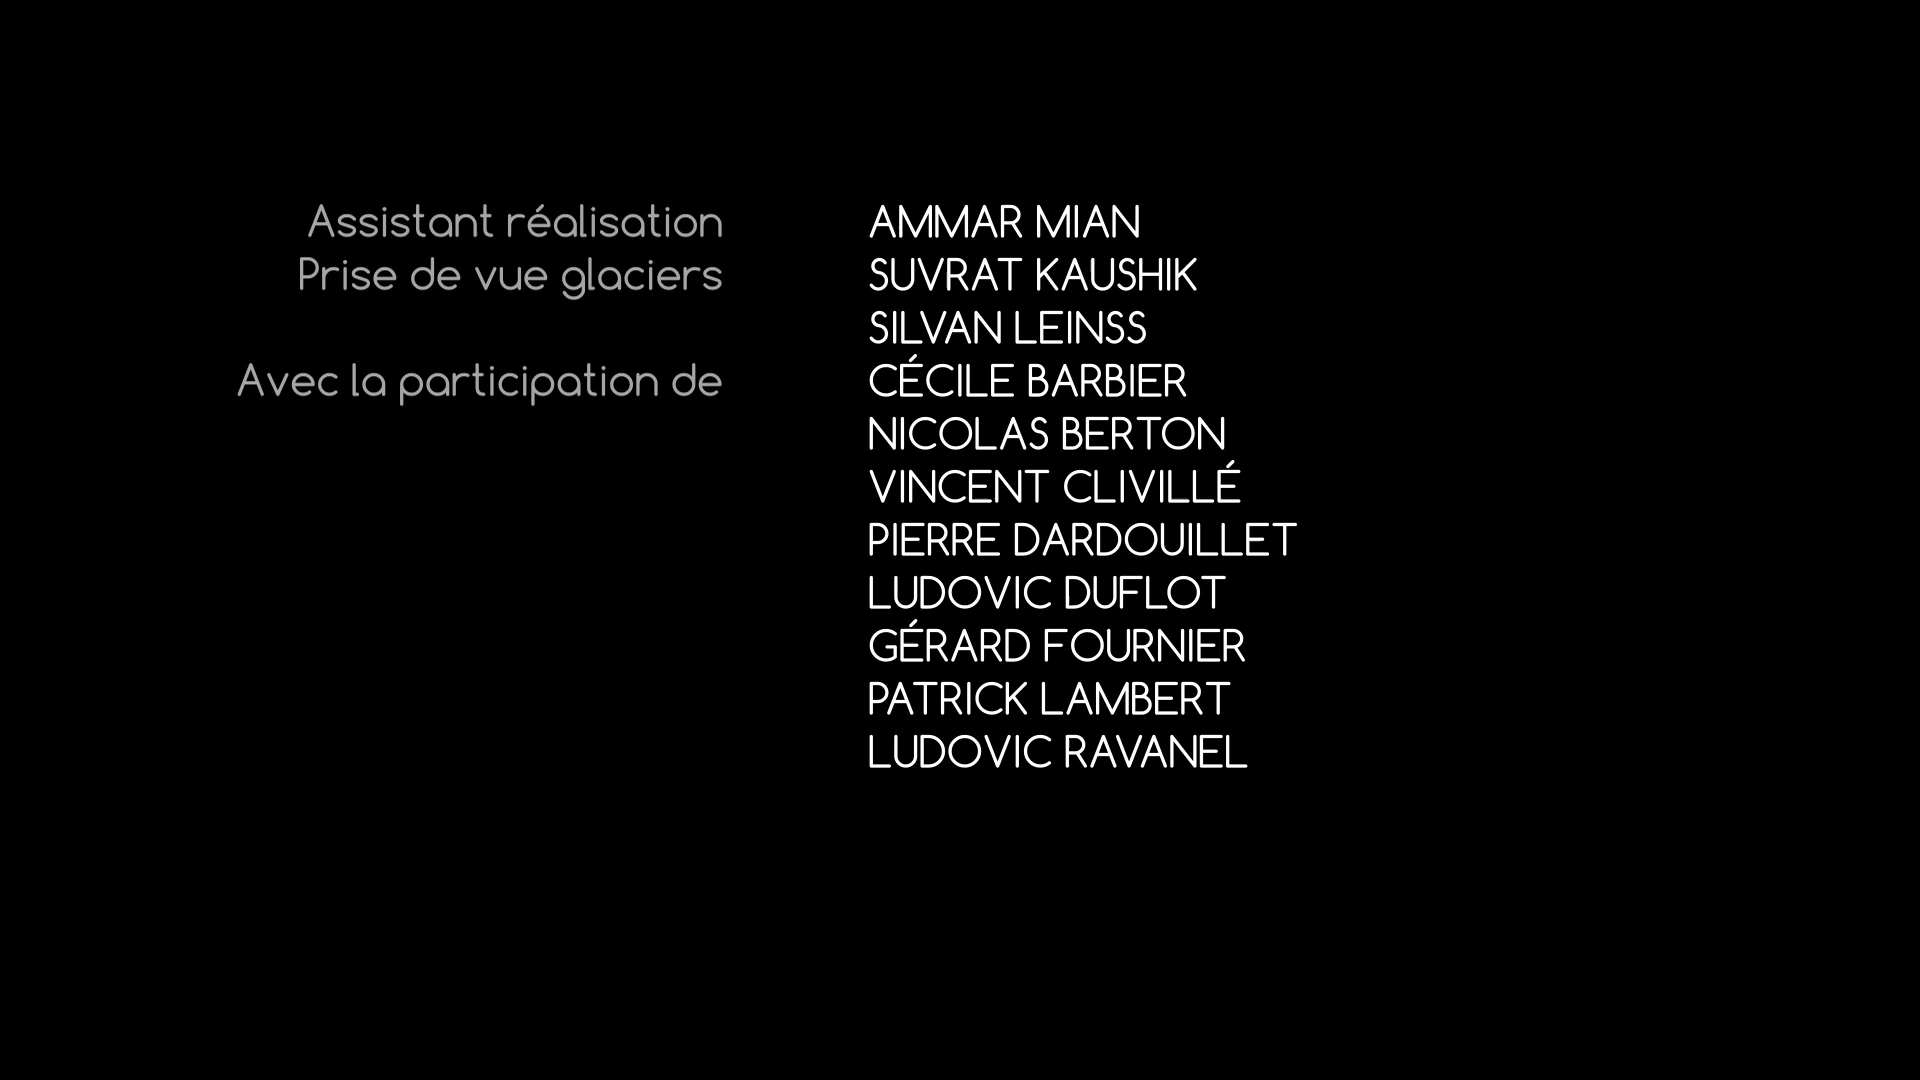 Assistant réalisation AMMAR MIAN
Prise de vue glaciers SUVRAT KAUSHIK
SILVAN LEINSS
Avec la participation de CÉCILE BARBIER
NICOLAS BERTON
VINCENT CLIVILLÉ
PIERRE DARDOUILLET
LUDOVIC DUFLOT
GÉRARD FOURNIER
PATRICK LAMBERT
LUDOVIC RAVANEL